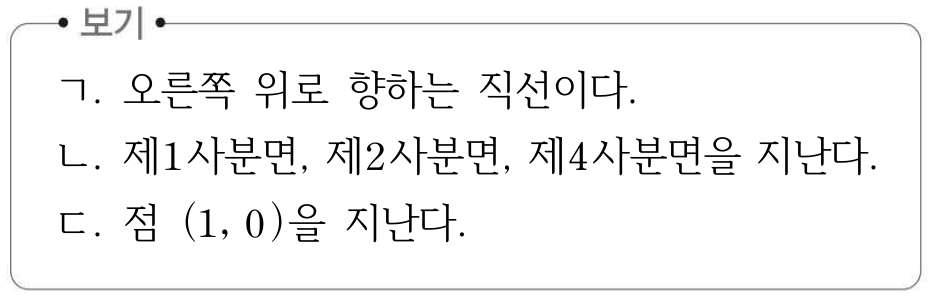 보기
ㄱ. 오른쪽 위로 향하는 직선이다.
ㄴ. 제1사분면, 제2사분면, 제4사분면을 지난다.
ㄷ. 점 (1, 0)을 지난다.